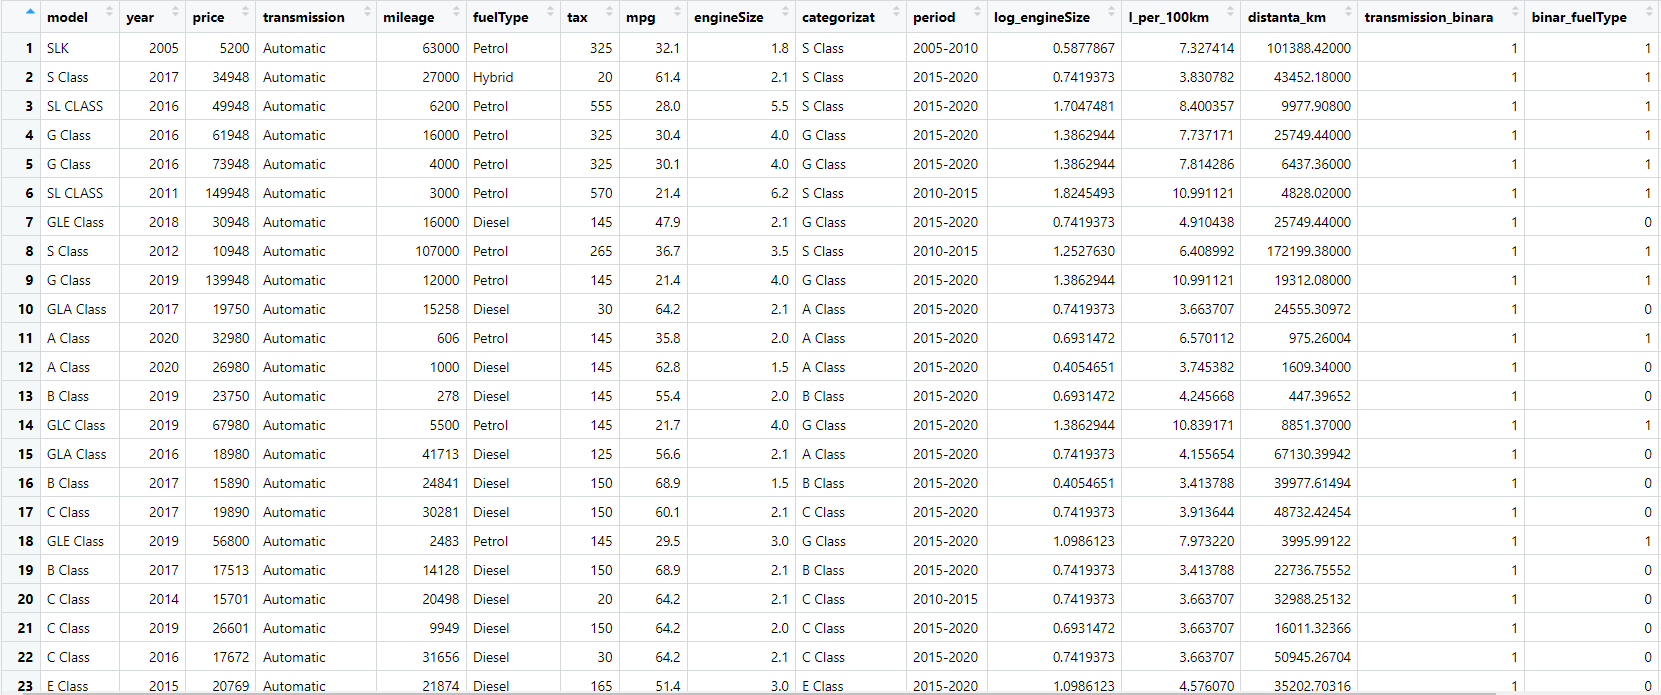 model year price transmission mileage fuelType tax mpg engineSize categorizat period log_engineSize l_per_100km distanta_km transmission_binara binar_fuelType
1 SLK 2005 5200 Automatic 63000 Petrol 325 32.1 1.8 S Class 2005-2010 0.5877867 7.327414 101388.42000 1 1
2 S Class 2017 34948 Automatic 27000 Hybrid 20 61.4 2.1 S Class 2015-2020 0.7419373 3.830782 43452.18000 1 1
3 SL CLASS 2016 49948 Automatic 6200 Petrol 555 28.0 5.5 S Class 2015-2020 1.7047481 8.400357 9977.90800 1 1
4 G Class 2016 61948 Automatic 16000 Petrol 325 30.4 4.0 G Class 2015-2020 1.3862944 7.737171 25749.44000 1 1
5 G Class 2016 73948 Automatic 4000 Petrol 325 30.1 4.0 G Class 2015-2020 1.3862944 7.814286 6437.36000 1 1
6 SL CLASS 2011 149948 Automatic 3000 Petrol 570 21.4 6.2 S Class 2010-2015 1.8245493 10.991121 4828.02000 1 1
7 GLE Class 2018 30948 Automatic 16000 Diesel 145 47.9 2.1 G Class 2015-2020 0.7419373 4.910438 25749.44000 1 0
8 S Class 2012 10948 Automatic 107000 Petrol 265 36.7 3.5 S Class 2010-2015 1.2527630 6.408992 172199.38000 1 1
9 G Class 2019 139948 Automatic 12000 Petrol 145 21.4 4.0 G Class 2015-2020 1.3862944 10.991121 19312.08000 1 1
10 GLA Class 2017 19750 Automatic 15258 Diesel 30 64.2 2.1 A Class 2015-2020 0.7419373 3.663707 24555.30972 1 0
11 A Class 2020 32980 Automatic 606 Petrol 145 35.8 2.0 A Class 2015-2020 0.6931472 6.570112 975.26004 1 1
12 A Class 2020 26980 Automatic 1000 Diesel 145 62.8 1.5 A Class 2015-2020 0.4054651 3.745382 1609.34000 1 0
13 B Class 2019 23750 Automatic 278 Diesel 145 55.4 2.0 B Class 2015-2020 0.6931472 4.245668 447.39652 1 0
14 GLC Class 2019 67980 Automatic 5500 Petrol 145 21.7 4.0 G Class 2015-2020 1.3862944 10.839171 8851.37000 1 1
15 GLA Class 2016 18980 Automatic 41713 Diesel 125 56.6 2.1 A Class 2015-2020 0.7419373 4.155654 67130.39942 1 0
16 B Class 2017 15890 Automatic 24841 Diesel 150 68.9 1.5 B Class 2015-2020 0.4054651 3.413788 39977.61494 1 0
17 C Class 2017 19890 Automatic 30281 Diesel 150 60.1 2.1 C Class 2015-2020 0.7419373 3.913644 48732.42454 1 0
18 GLE Class 2019 56800 Automatic 2483 Petrol 145 29.5 3.0 G Class 2015-2020 1.0986123 7.973220 3995.99122 1 1
19 B Class 2017 17513 Automatic 14128 Diesel 150 68.9 2.1 B Class 2015-2020 0.7419373 3.413788 22736.75552 1 0
20 C Class 2014 15701 Automatic 20498 Diesel 20 64.2 2.1 C Class 2010-2015 0.7419373 3.663707 32988.25132 1 0
21 C Class 2019 26601 Automatic 9949 Diesel 150 64.2 2.0 C Class 2015-2020 0.6931472 3.663707 16011.32366 1 0
22 C Class 2016 17672 Automatic 31656 Diesel 30 64.2 2.1 C Class 2015-2020 0.7419373 3.663707 50945.26704 1 0
23 E Class 2015 20769 Automatic 21874 Diesel 165 51.4 3.0 E Class 2015-2020 1.0986123 4.576070 35202.70316 1 0